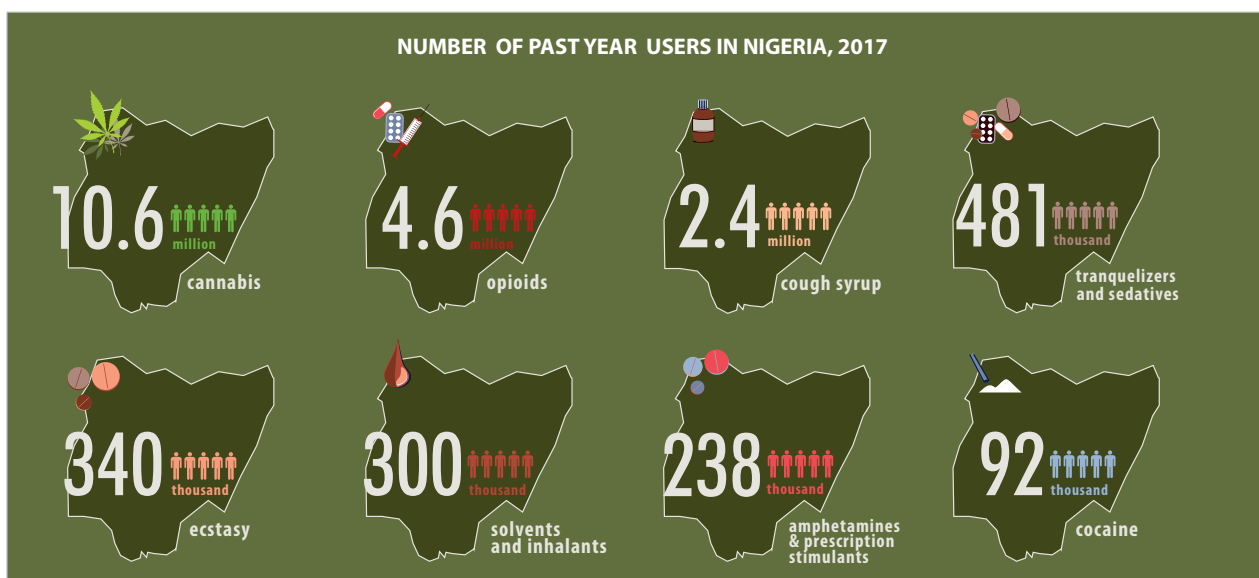 NUMBER OF PAST YEAR USERS IN NIGERIA, 2017
10.6
million
cannabis
4.6
million
opioids
2.4
million
cough syrup
481
thousand
tranquelizers
and sedatives
340
thousand
ecstasy
300
thousand
solvents
and inhalants
238
thousand
amphetamines
& prescription
stimulants
92
thousand
cocaine